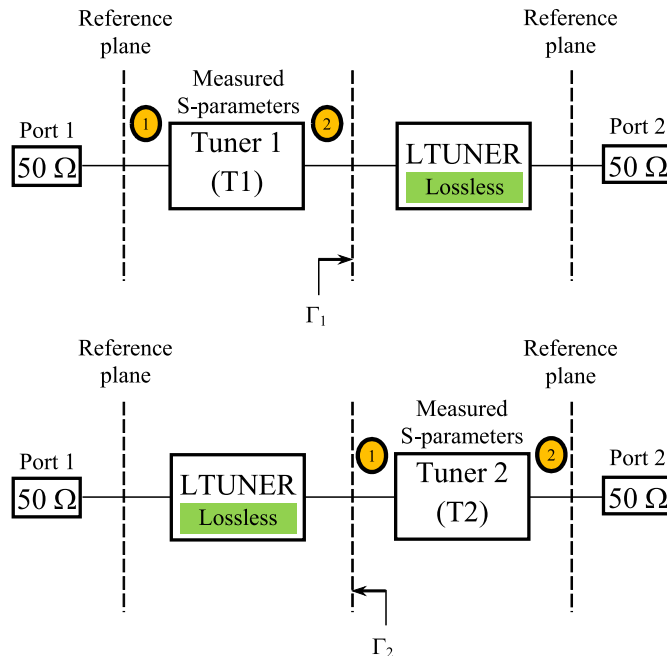 Reference
plane
Reference
plane
Measured
S-parameters
Port 1
1
2
Port 2
50 Ω
Tuner 1
(T1)
LTUNER
Lossless
50 Ω
Γ1
Reference
plane
Reference
plane
Measured
S-parameters
Port 1
1
2
Port 2
50 Ω
LTUNER
Lossless
Tuner 2
(T2)
50 Ω
Γ2